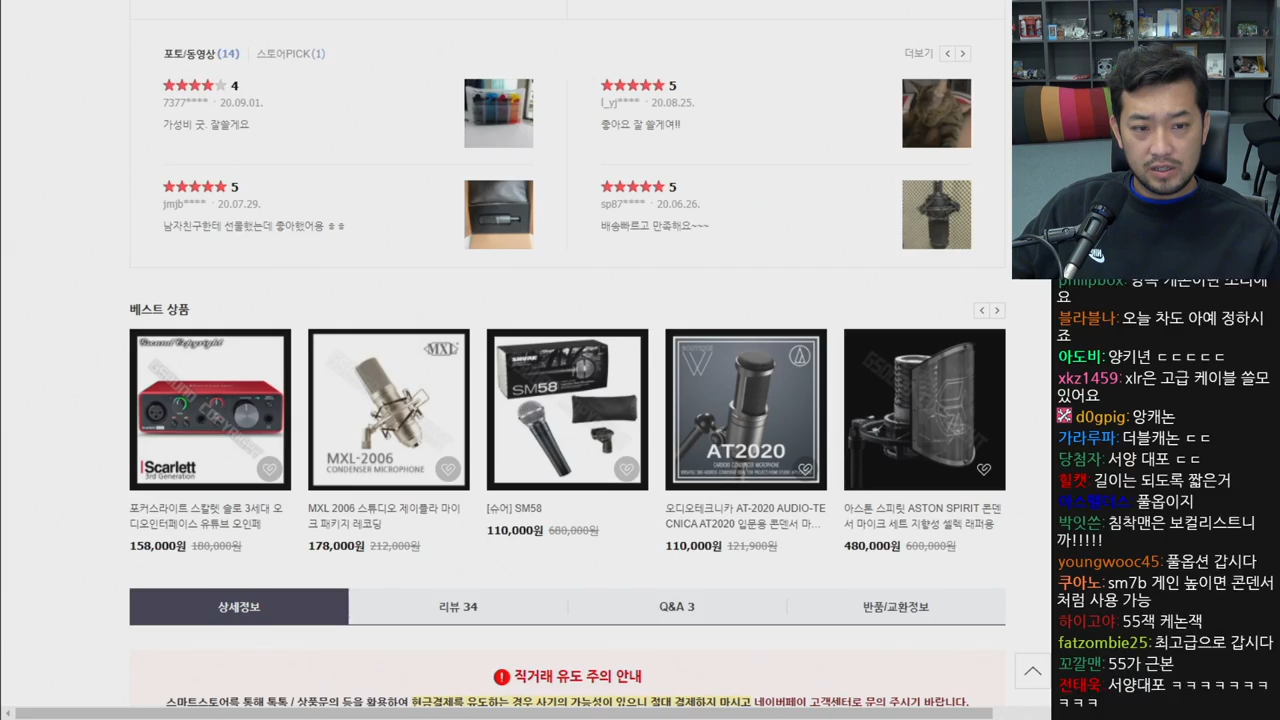 포토/동영상 (14) 스토어PICK(1) 더보기
4
7377**** · 20.09.01.
가성비 굿. 잘쓸게요
5
l_yj**** · 20.08.25.
좋아요 잘 쓸게여!!
5
jmjb**** · 20.07.29.
남자친구한테 선물했는데 좋아했어용 ㅎㅎ
5
sp87**** · 20.06.26.
배송빠르고 만족해요~~~
베스트 상품
Scarlett
3rd Generation
포커스라이트 스칼렛 솔로 3세대 오
디오인터페이스 유튜브 오인페
158,000원 180,000원
MXL
MXL-2006
CONDENSER MICROPHONE
MXL 2006 스튜디오 제이플라 마이
크 패키지 레코딩
178,000원 212,000원
SHURE
SM58
[슈어] SM58
110,000원 680,000원
AT2020
오디오테크니카 AT-2020 AUDIO-TE
CNICA AT2020 입문용 콘덴서 마...
110,000원 121,900원
아스톤 스피릿 ASTON SPIRIT 콘덴
서 마이크 세트 지향성 셀렉 래퍼용
480,000원 600,000원
상세정보 리뷰 34 Q&A 3 반품/교환정보
직거래 유도 주의 안내
스마트스토어를 통해 톡톡 / 상품문의 등을 활용하여 현금결제를 유도하는 경우 사기의 가능성이 있으니 절대 결제하지 마시고 네이버페이 고객센터로 문의 주시기 바랍니다.
요
블라블나: 오늘 차도 아예 정하시
죠
아도비: 양키년 ㄷㄷㄷㄷㄷ
xkz1459: xlr은 고급 케이블 쓸모
있어요
d0gpig: 앙캐논
가라루파: 더블캐논 ㄷㄷ
당첨자: 서양 대포 ㄷㄷ
힐캣: 길이는 되도록 짧은거
풀옵이지
박잇쓴: 침착맨은 보컬리스트니
까!!!!!
youngwooc45: 풀옵션 갑시다
쿠아노: sm7b 게인 높이면 콘덴서
처럼 사용 가능
하이고야: 55잭 케논잭
fatzombie25: 최고급으로 갑시다
꼬깔맨: 55가 근본
전태욱: 서양대포 ㅋㅋㅋㅋㅋㅋㅋ
ㅋㅋㅋ